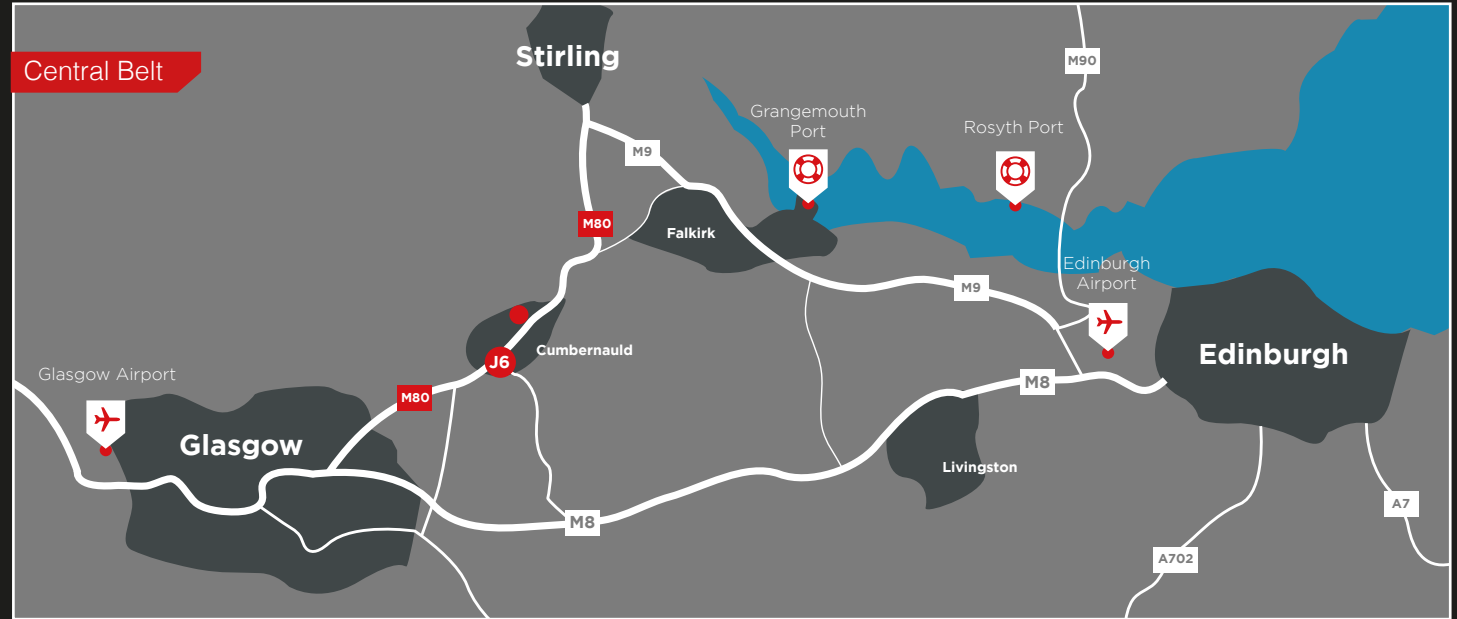 Stirling
Central Belt
M90
Grangemouth
Port
Rosyth Port
M9
M80
Falkirk
Edinburgh
Airport
M9
Cumbernauld
J6
Edinburgh
Glasgow Airport
M80
M8
Glasgow
Livingston
M8
A7
A702